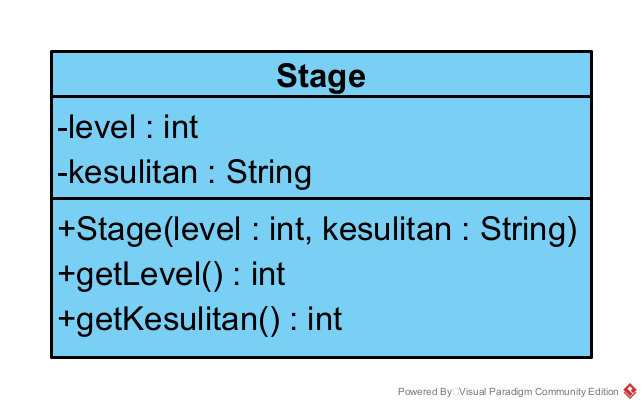 Stage
-level : int
-kesulitan : String
+Stage(level : int, kesulitan : String)
+getLevel() : int
+getKesulitan() : int
Powered By□Visual Paradigm Community Edition